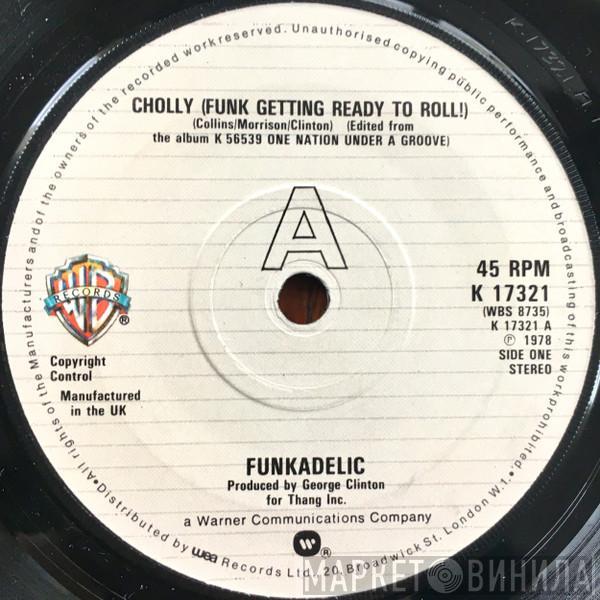 of the recorded work reserved. Unauthorised copying public performance and broadcasting of this work prohibited.
All rights of the Manufacturers and of the owners
CHOLLY (FUNK GETTING READY TO ROLL!)
(Collins/Morrison/Clinton) (Edited from
the album K 56539 ONE NATION UNDER A GROOVE)
A
WB
RECORDS
®
45 RPM
K 17321
(WBS 8735)
K 17321 A
Ⓟ 1978
SIDE ONE
STEREO
Copyright
Control
Manufactured
in the UK
FUNKADELIC
Produced by George Clinton
for Thang Inc.
a Warner Communications Company
®
Distributed by wea Records Ltd., 20, Broadwick St. London W1.
МАРКЕТ ВИНИЛА